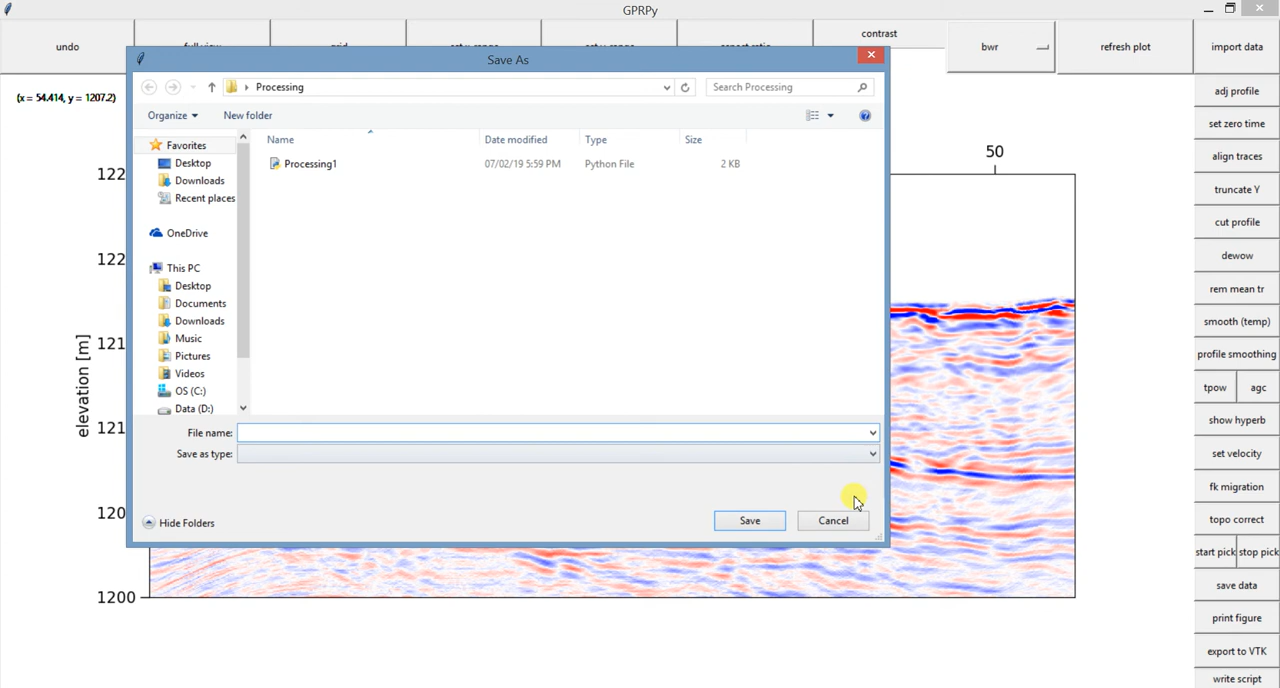 GPRPy
undo
contrast
bwr
refresh plot
import data
(x = 54.414, y = 1207.2)
Save As
Processing
Search Processing
Organize
New folder
Favorites
Desktop
Downloads
Recent places
OneDrive
This PC
Desktop
Documents
Downloads
Music
Pictures
Videos
OS (C:)
Data (D:)
Name
Date modified
Type
Size
Processing1
07/02/19 5:59 PM
Python File
2 KB
File name:
Save as type:
Hide Folders
Save
Cancel
50
122
122
121
121
120
1200
elevation [m]
adj profile
set zero time
align traces
truncate Y
cut profile
dewow
rem mean tr
smooth (temp)
profile smoothing
tpow
agc
show hyperb
set velocity
fk migration
topo correct
start pick
stop pick
save data
print figure
export to VTK
write script